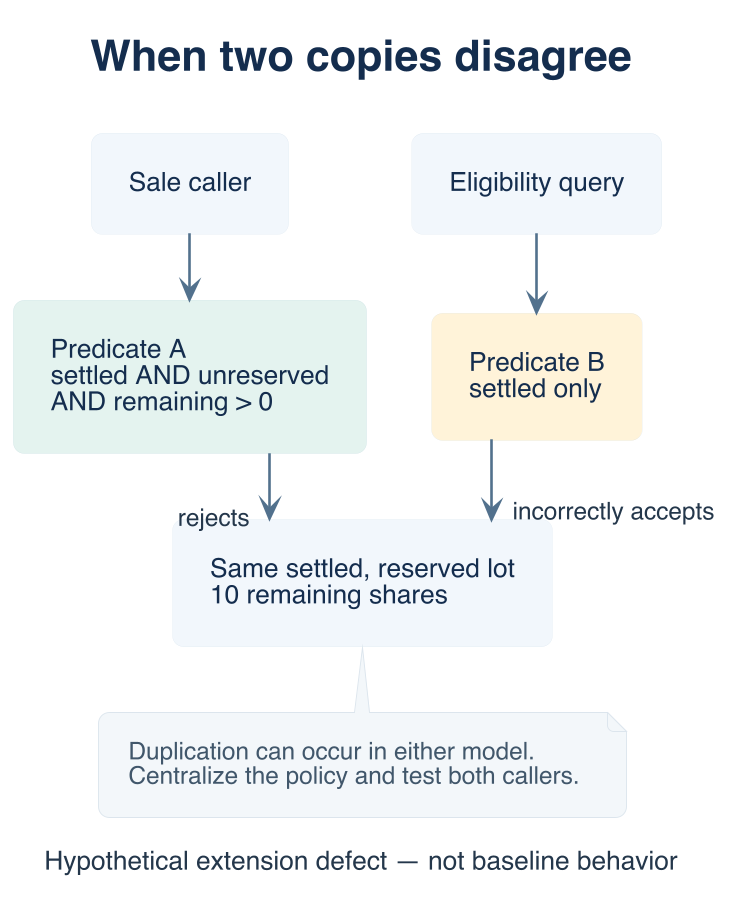 When two copies disagree
Sale caller
Eligibility query
Predicate A
settled AND unreserved
AND remaining > 0
Predicate B
settled only
rejects
incorrectly accepts
Same settled, reserved lot
10 remaining shares
Duplication can occur in either model.
Centralize the policy and test both callers.
Hypothetical extension defect — not baseline behavior